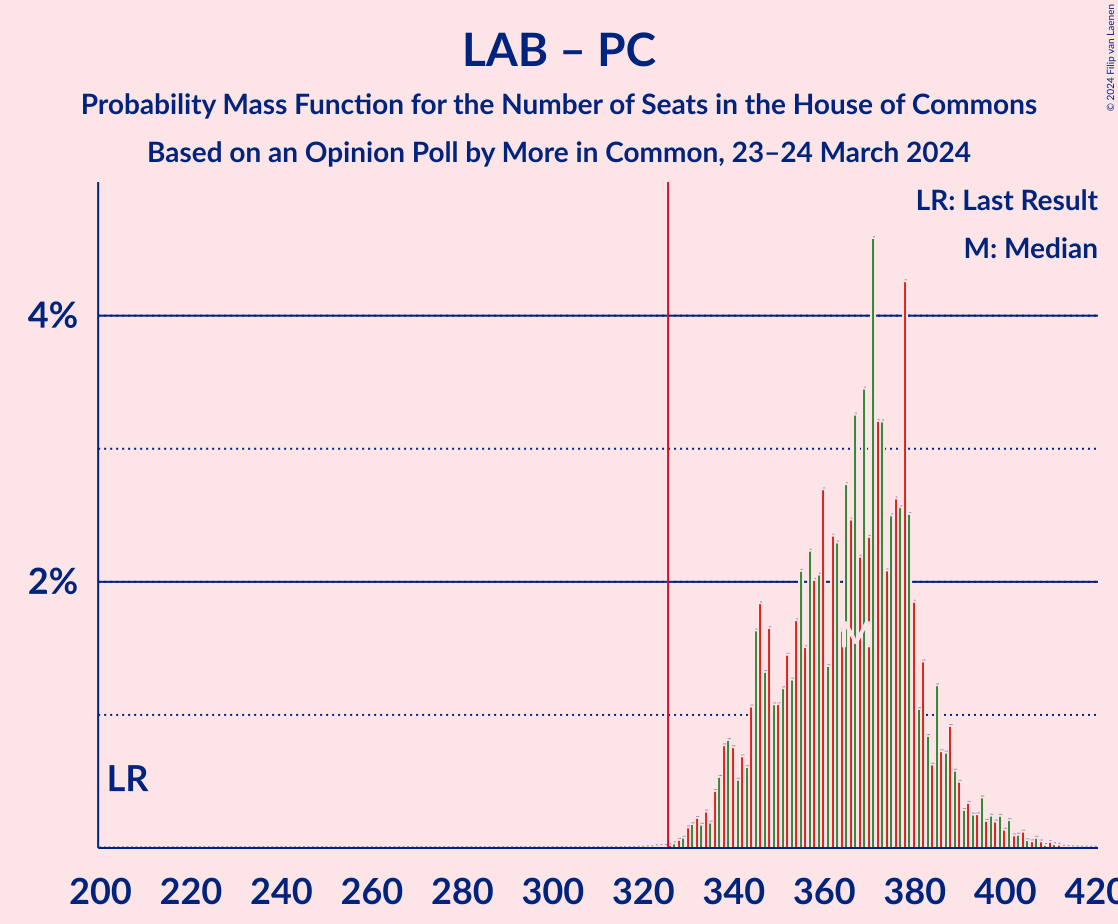 LAB – PC
Probability Mass Function for the Number of Seats in the House of Commons
Based on an Opinion Poll by More in Common, 23–24 March 2024
© 2024 Filip van Laenen
LR: Last Result
M: Median
4%
2%
LR
M
200 220 240 260 280 300 320 340 360 380 400 420